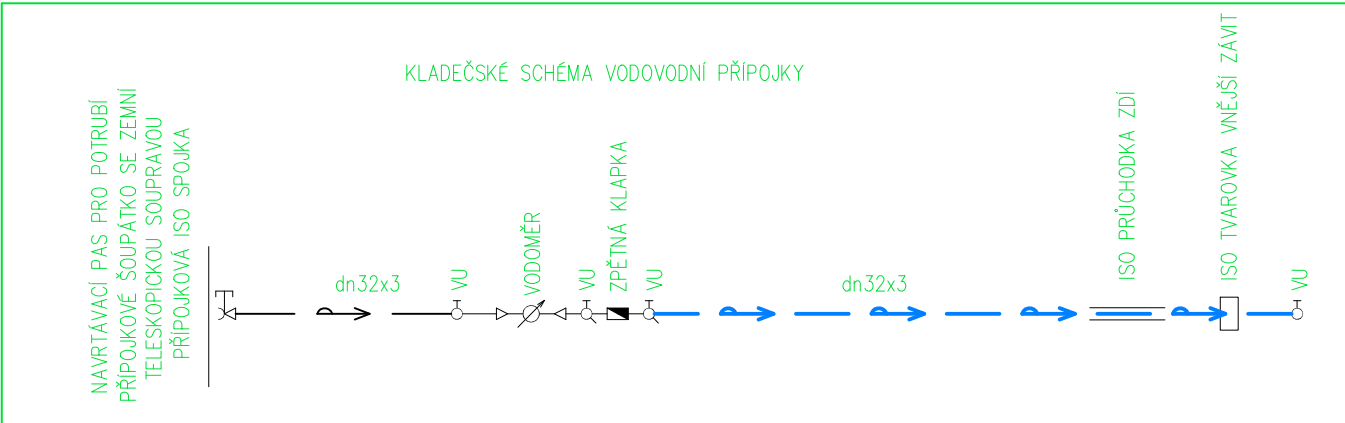 KLADEČSKÉ SCHÉMA VODOVODNÍ PŘÍPOJKY
NAVRTÁVACÍ PAS PRO POTRUBÍ
PŘÍPOJKOVÉ ŠOUPÁTKO SE ZEMNÍ
TELESKOPICKOU SOUPRAVOU
PŘÍPOJKOVÁ ISO SPOJKA
dn32x3
VU
VODOMĚR
VU
ZPĚTNÁ KLAPKA
VU
dn32x3
ISO PRŮCHODKA ZDÍ
ISO TVAROVKA VNĚJŠÍ ZÁVIT
VU